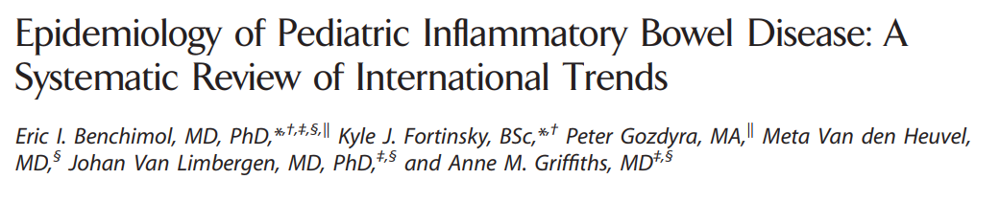 Epidemiology of Pediatric Inflammatory Bowel Disease: A
Systematic Review of International Trends
Eric I. Benchimol, MD, PhD,*,†,‡,§,‖ Kyle J. Fortinsky, BSc,*,† Peter Gozdyra, MA,‖ Meta Van den Heuvel,
MD,§ Johan Van Limbergen, MD, PhD,‡,§ and Anne M. Griffiths, MD‡,§